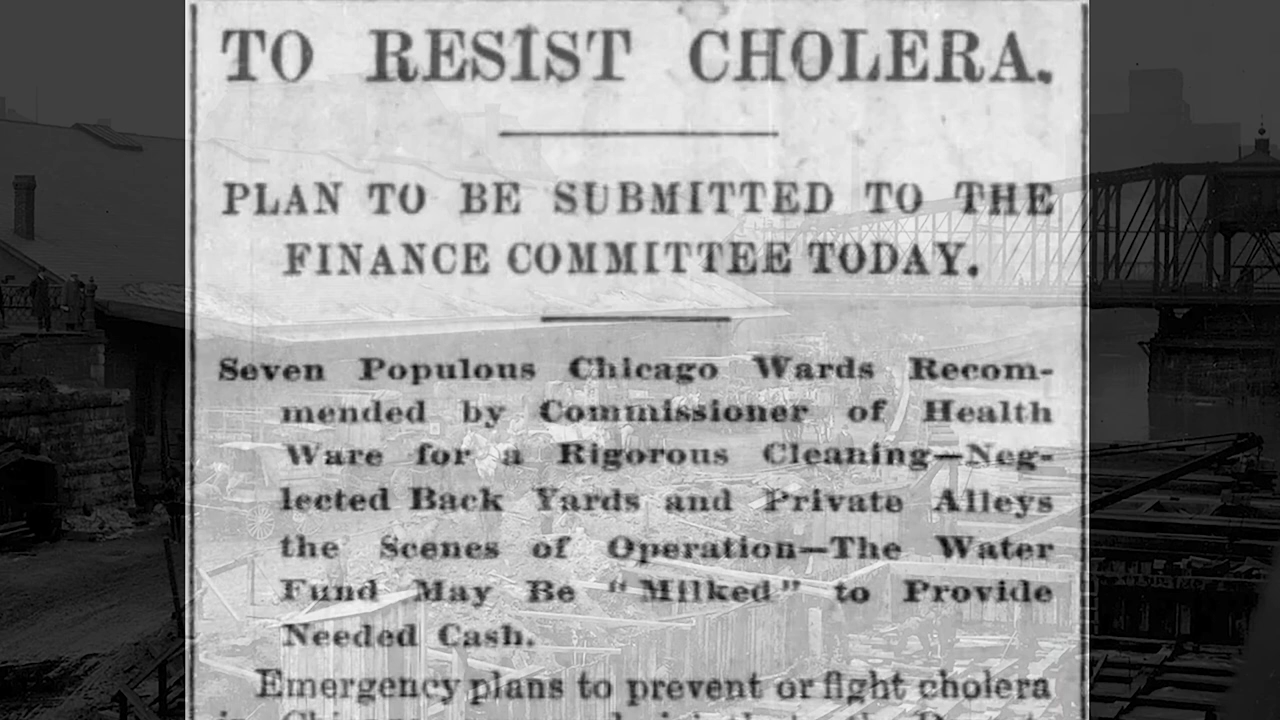 TO RESIST CHOLERA.
PLAN TO BE SUBMITTED TO THE
FINANCE COMMITTEE TODAY.
Seven Populous Chicago Wards Recom-
mended by Commissioner of Health
Ware for a Rigorous Cleaning—Neg-
lected Back Yards and Private Alleys
the Scenes of Operation—The Water
Fund May Be "Milked" to Provide
Needed Cash.
Emergency plans to prevent or fight cholera